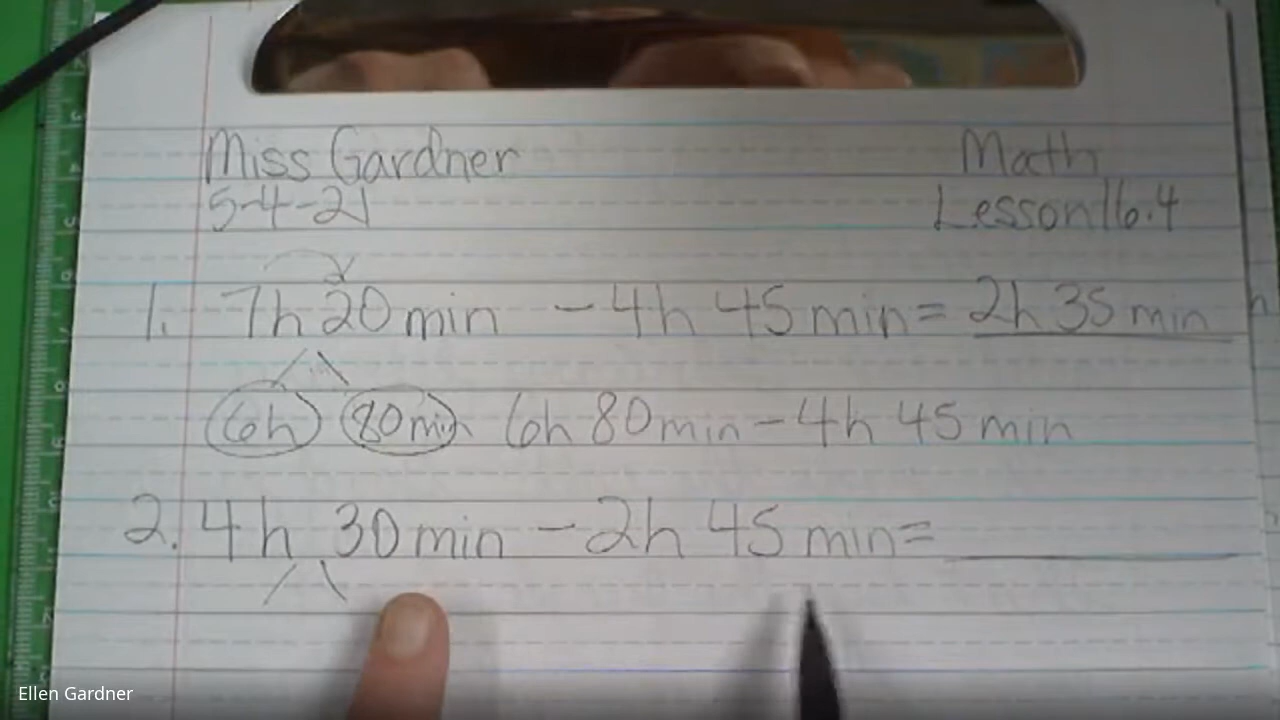 Miss Gardner Math
5-4-21 Lesson 16.4
1. 7h 20 min - 4h 45 min = 2h 35 min
6h 80 min 6h 80 min - 4h 45 min
2. 4h 30 min - 2h 45 min =
Ellen Gardner